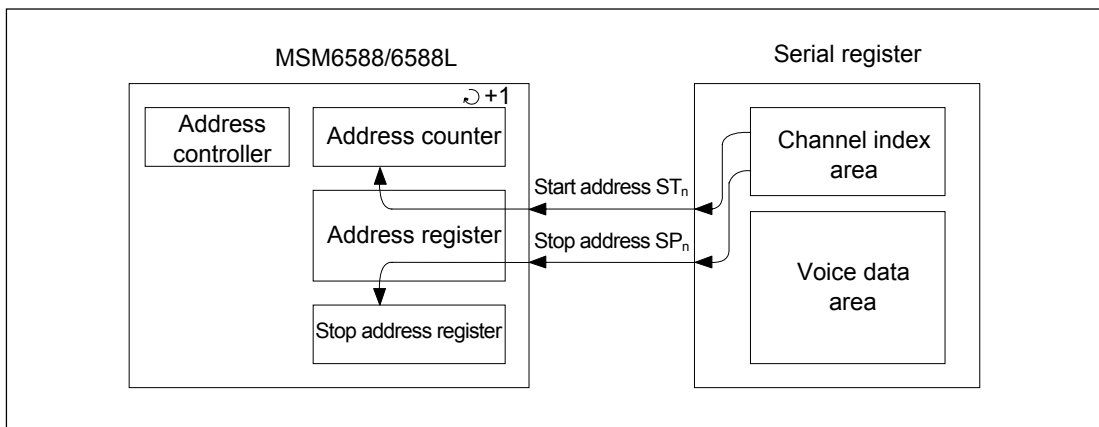 MSM6588/6588L
Serial register
+1
Address
controller
Address counter
Channel index
area
Start address STn
Address register
Stop address SPn
Voice data
area
Stop address register